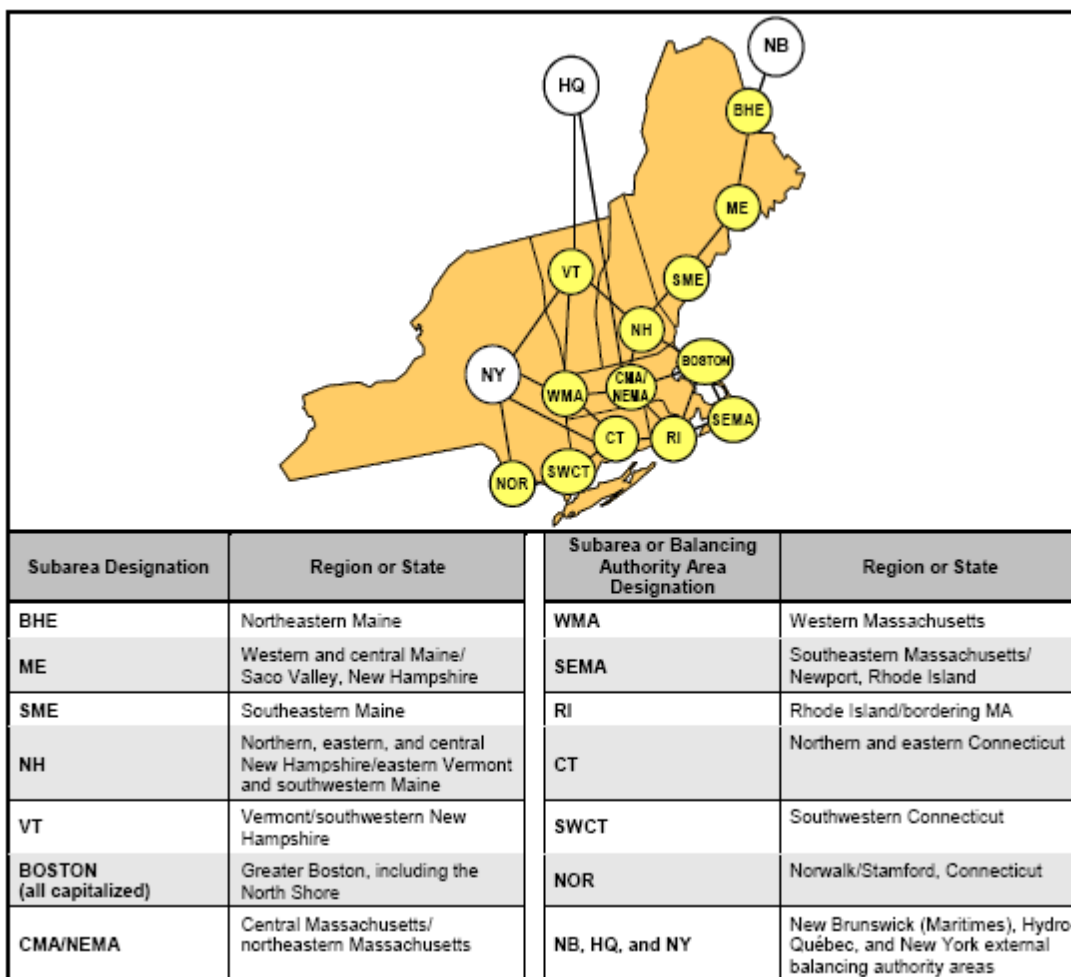 NB
HQ
BHE
ME
VT
SME
NH
BOSTON
NY
CMA/
NEMA
WMA
SEMA
CT
RI
SWCT
NOR
Subarea Designation
Region or State
BHE
Northeastern Maine
ME
Western and central Maine/
Saco Valley, New Hampshire
SME
Southeastern Maine
NH
Northern, eastern, and central
New Hampshire/eastern Vermont
and southwestern Maine
VT
Vermont/southwestern New
Hampshire
BOSTON
(all capitalized)
Greater Boston, including the
North Shore
CMA/NEMA
Central Massachusetts/
northeastern Massachusetts
Subarea or Balancing
Authority Area
Designation
Region or State
WMA
Western Massachusetts
SEMA
Southeastern Massachusetts/
Newport, Rhode Island
RI
Rhode Island/bordering MA
CT
Northern and eastern Connecticut
SWCT
Southwestern Connecticut
NOR
Norwalk/Stamford, Connecticut
NB, HQ, and NY
New Brunswick (Maritimes), Hydro-
Québec, and New York external
balancing authority areas